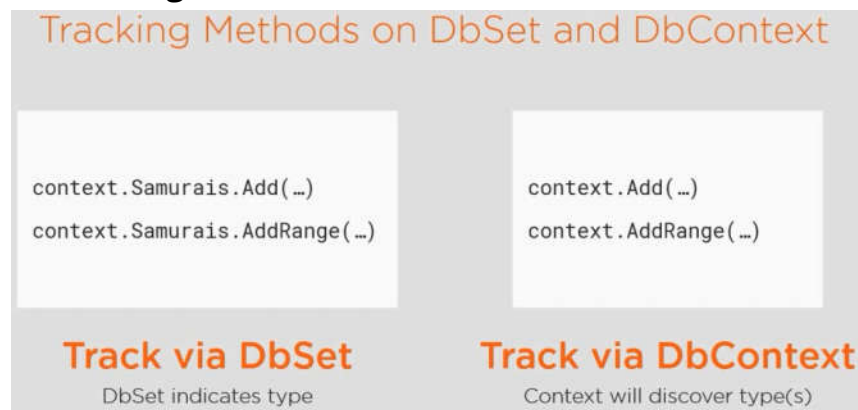 Tracking Methods on DbSet and DbContext
context.Samurais.Add(…)
context.Samurais.AddRange(…)
Track via DbSet
DbSet indicates type
context.Add(…)
context.AddRange(…)
Track via DbContext
Context will discover type(s)